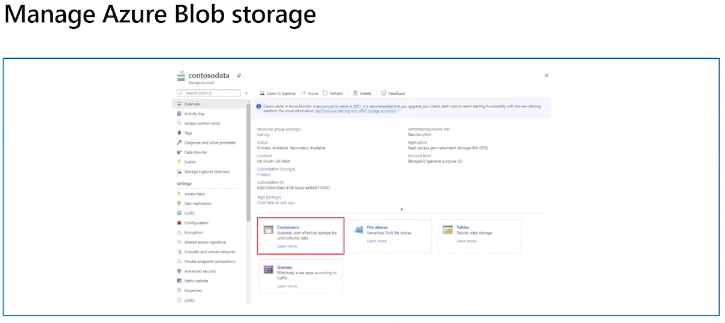 Manage Azure Blob storage
contosodata
Storage account
Search (Ctrl+/)
Overview
Activity log
Access control (IAM)
Tags
Diagnose and solve problems
Data transfer
Events
Storage Explorer (preview)
Settings
Access keys
Geo-replication
CORS
Configuration
Encryption
Shared access signature
Firewalls and virtual networks
Private endpoint connections
Advanced security
Static website
Properties
Locks
Open in Explorer
Move
Refresh
Delete
Feedback
Resource group (change)
Status
Primary: Available, Secondary: Available
Location
UK South, UK West
Subscription (change)
Subscription ID
Tags (change)
Click here to add tags
Performance/Access tier
Standard/Hot
Replication
Read-access geo-redundant storage (RA-GRS)
Account kind
StorageV2 (general purpose v2)
Containers
Scalable, cost-effective storage for
unstructured data
Learn more
File shares
Serverless SMB file shares
Learn more
Tables
Tabular data storage
Learn more
Queues
Effectively scale apps according to
traffic
Learn more